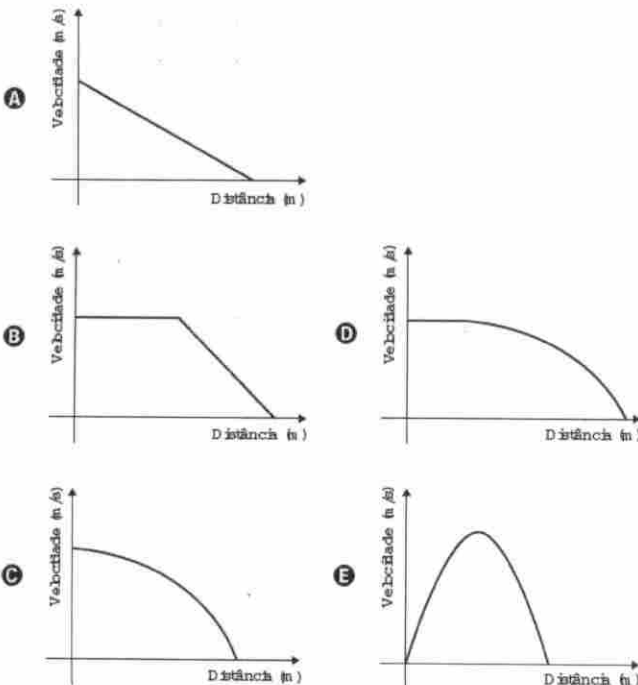 A
Velocidade (m/s)
Distância (m)
B
Velocidade (m/s)
Distância (m)
D
Velocidade (m/s)
Distância (m)
C
Velocidade (m/s)
Distância (m)
E
Velocidade (m/s)
Distância (m)